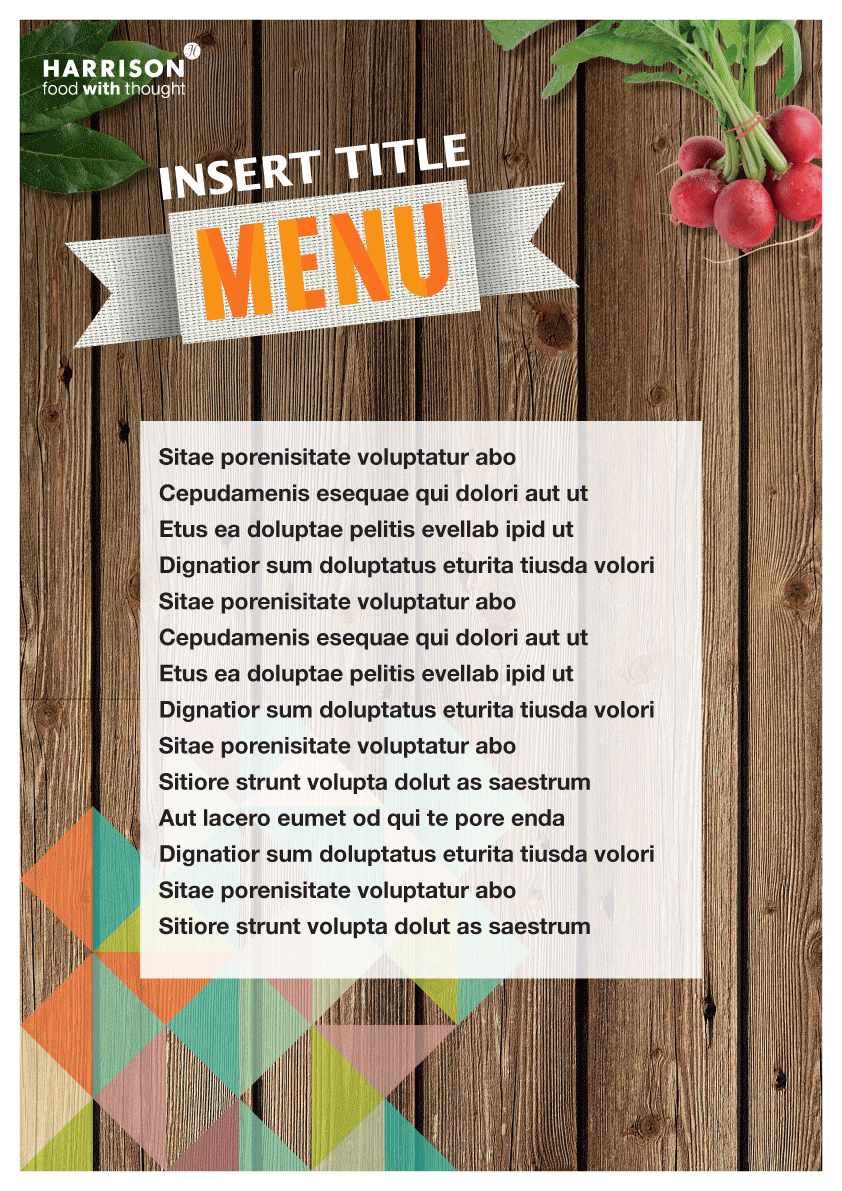 HARRISON H
food with thought
INSERT TITLE
MENU
Sitae porenisitate voluptatur abo
Cepudamenis esequae qui dolori aut ut
Etus ea doluptae pelitis evellab ipid ut
Dignatior sum doluptatus eturita tiusda volori
Sitae porenisitate voluptatur abo
Cepudamenis esequae qui dolori aut ut
Etus ea doluptae pelitis evellab ipid ut
Dignatior sum doluptatus eturita tiusda volori
Sitae porenisitate voluptatur abo
Sitiore strunt volupta dolut as saestrum
Aut lacero eumet od qui te pore enda
Dignatior sum doluptatus eturita tiusda volori
Sitae porenisitate voluptatur abo
Sitiore strunt volupta dolut as saestrum